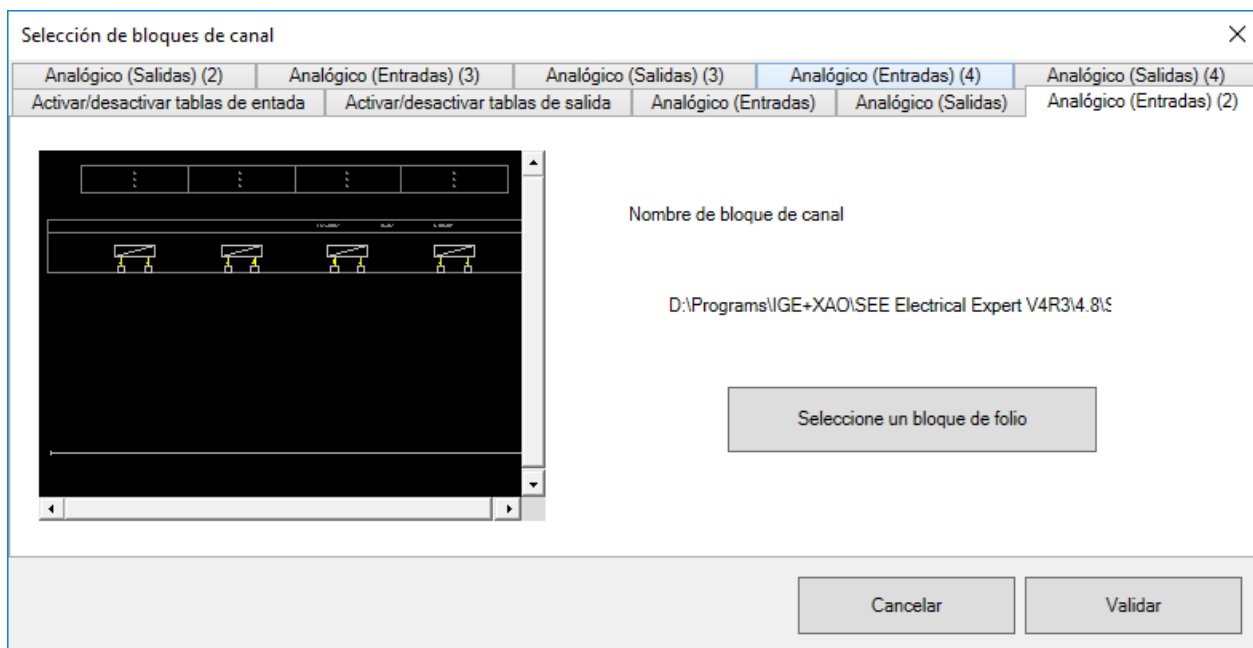 Selección de bloques de canal
Analógico (Salidas) (2) Analógico (Entradas) (3) Analógico (Salidas) (3) Analógico (Entradas) (4) Analógico (Salidas) (4)
Activar/desactivar tablas de entada Activar/desactivar tablas de salida Analógico (Entradas) Analógico (Salidas) Analógico (Entradas) (2)
Nombre de bloque de canal
D:\Programs\IGE+XAO\SEE Electrical Expert V4R3\4.8\S
Seleccione un bloque de folio
Cancelar Validar